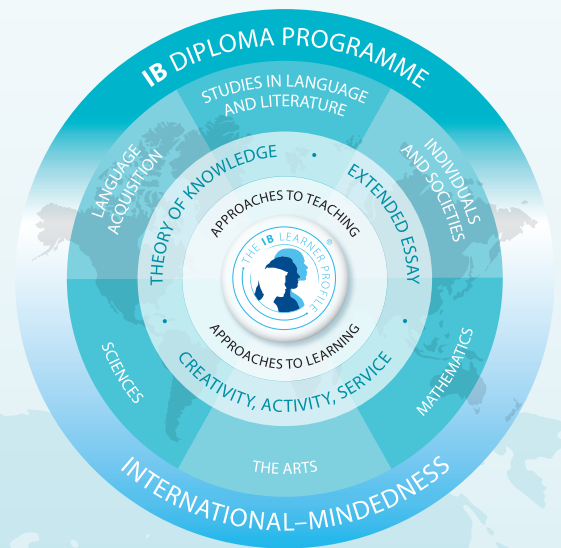 IB DIPLOMA PROGRAMME
STUDIES IN LANGUAGE
AND LITERATURE
LANGUAGE
ACQUISITION
INDIVIDUALS
AND SOCIETIES
THEORY OF KNOWLEDGE
EXTENDED ESSAY
APPROACHES TO TEACHING
THE IB LEARNER PROFILE
®
APPROACHES TO LEARNING
CREATIVITY, ACTIVITY, SERVICE
SCIENCES
MATHEMATICS
THE ARTS
INTERNATIONAL–MINDEDNESS